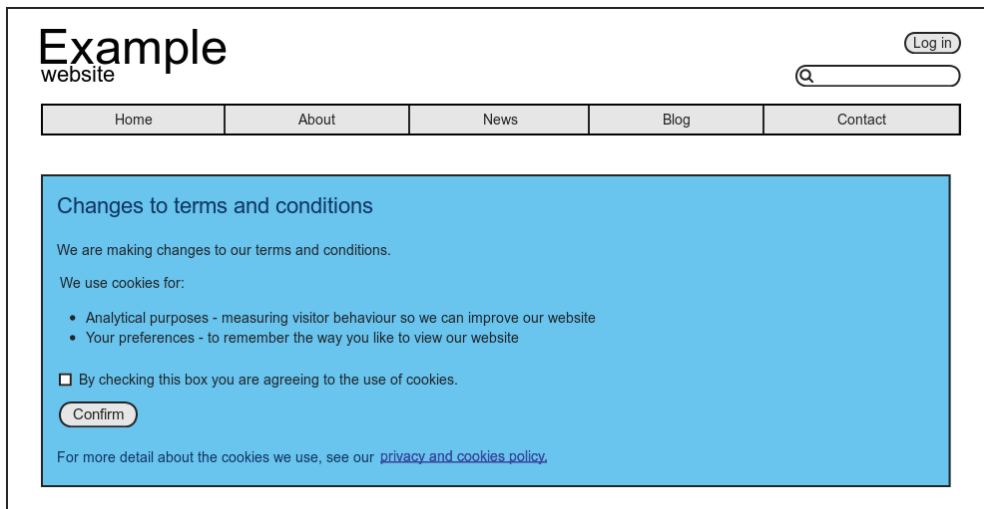 Example
website
Log in
Home About News Blog Contact
Changes to terms and conditions
We are making changes to our terms and conditions.
We use cookies for:
• Analytical purposes - measuring visitor behaviour so we can improve our website
• Your preferences - to remember the way you like to view our website
By checking this box you are agreeing to the use of cookies.
Confirm
For more detail about the cookies we use, see our privacy and cookies policy.